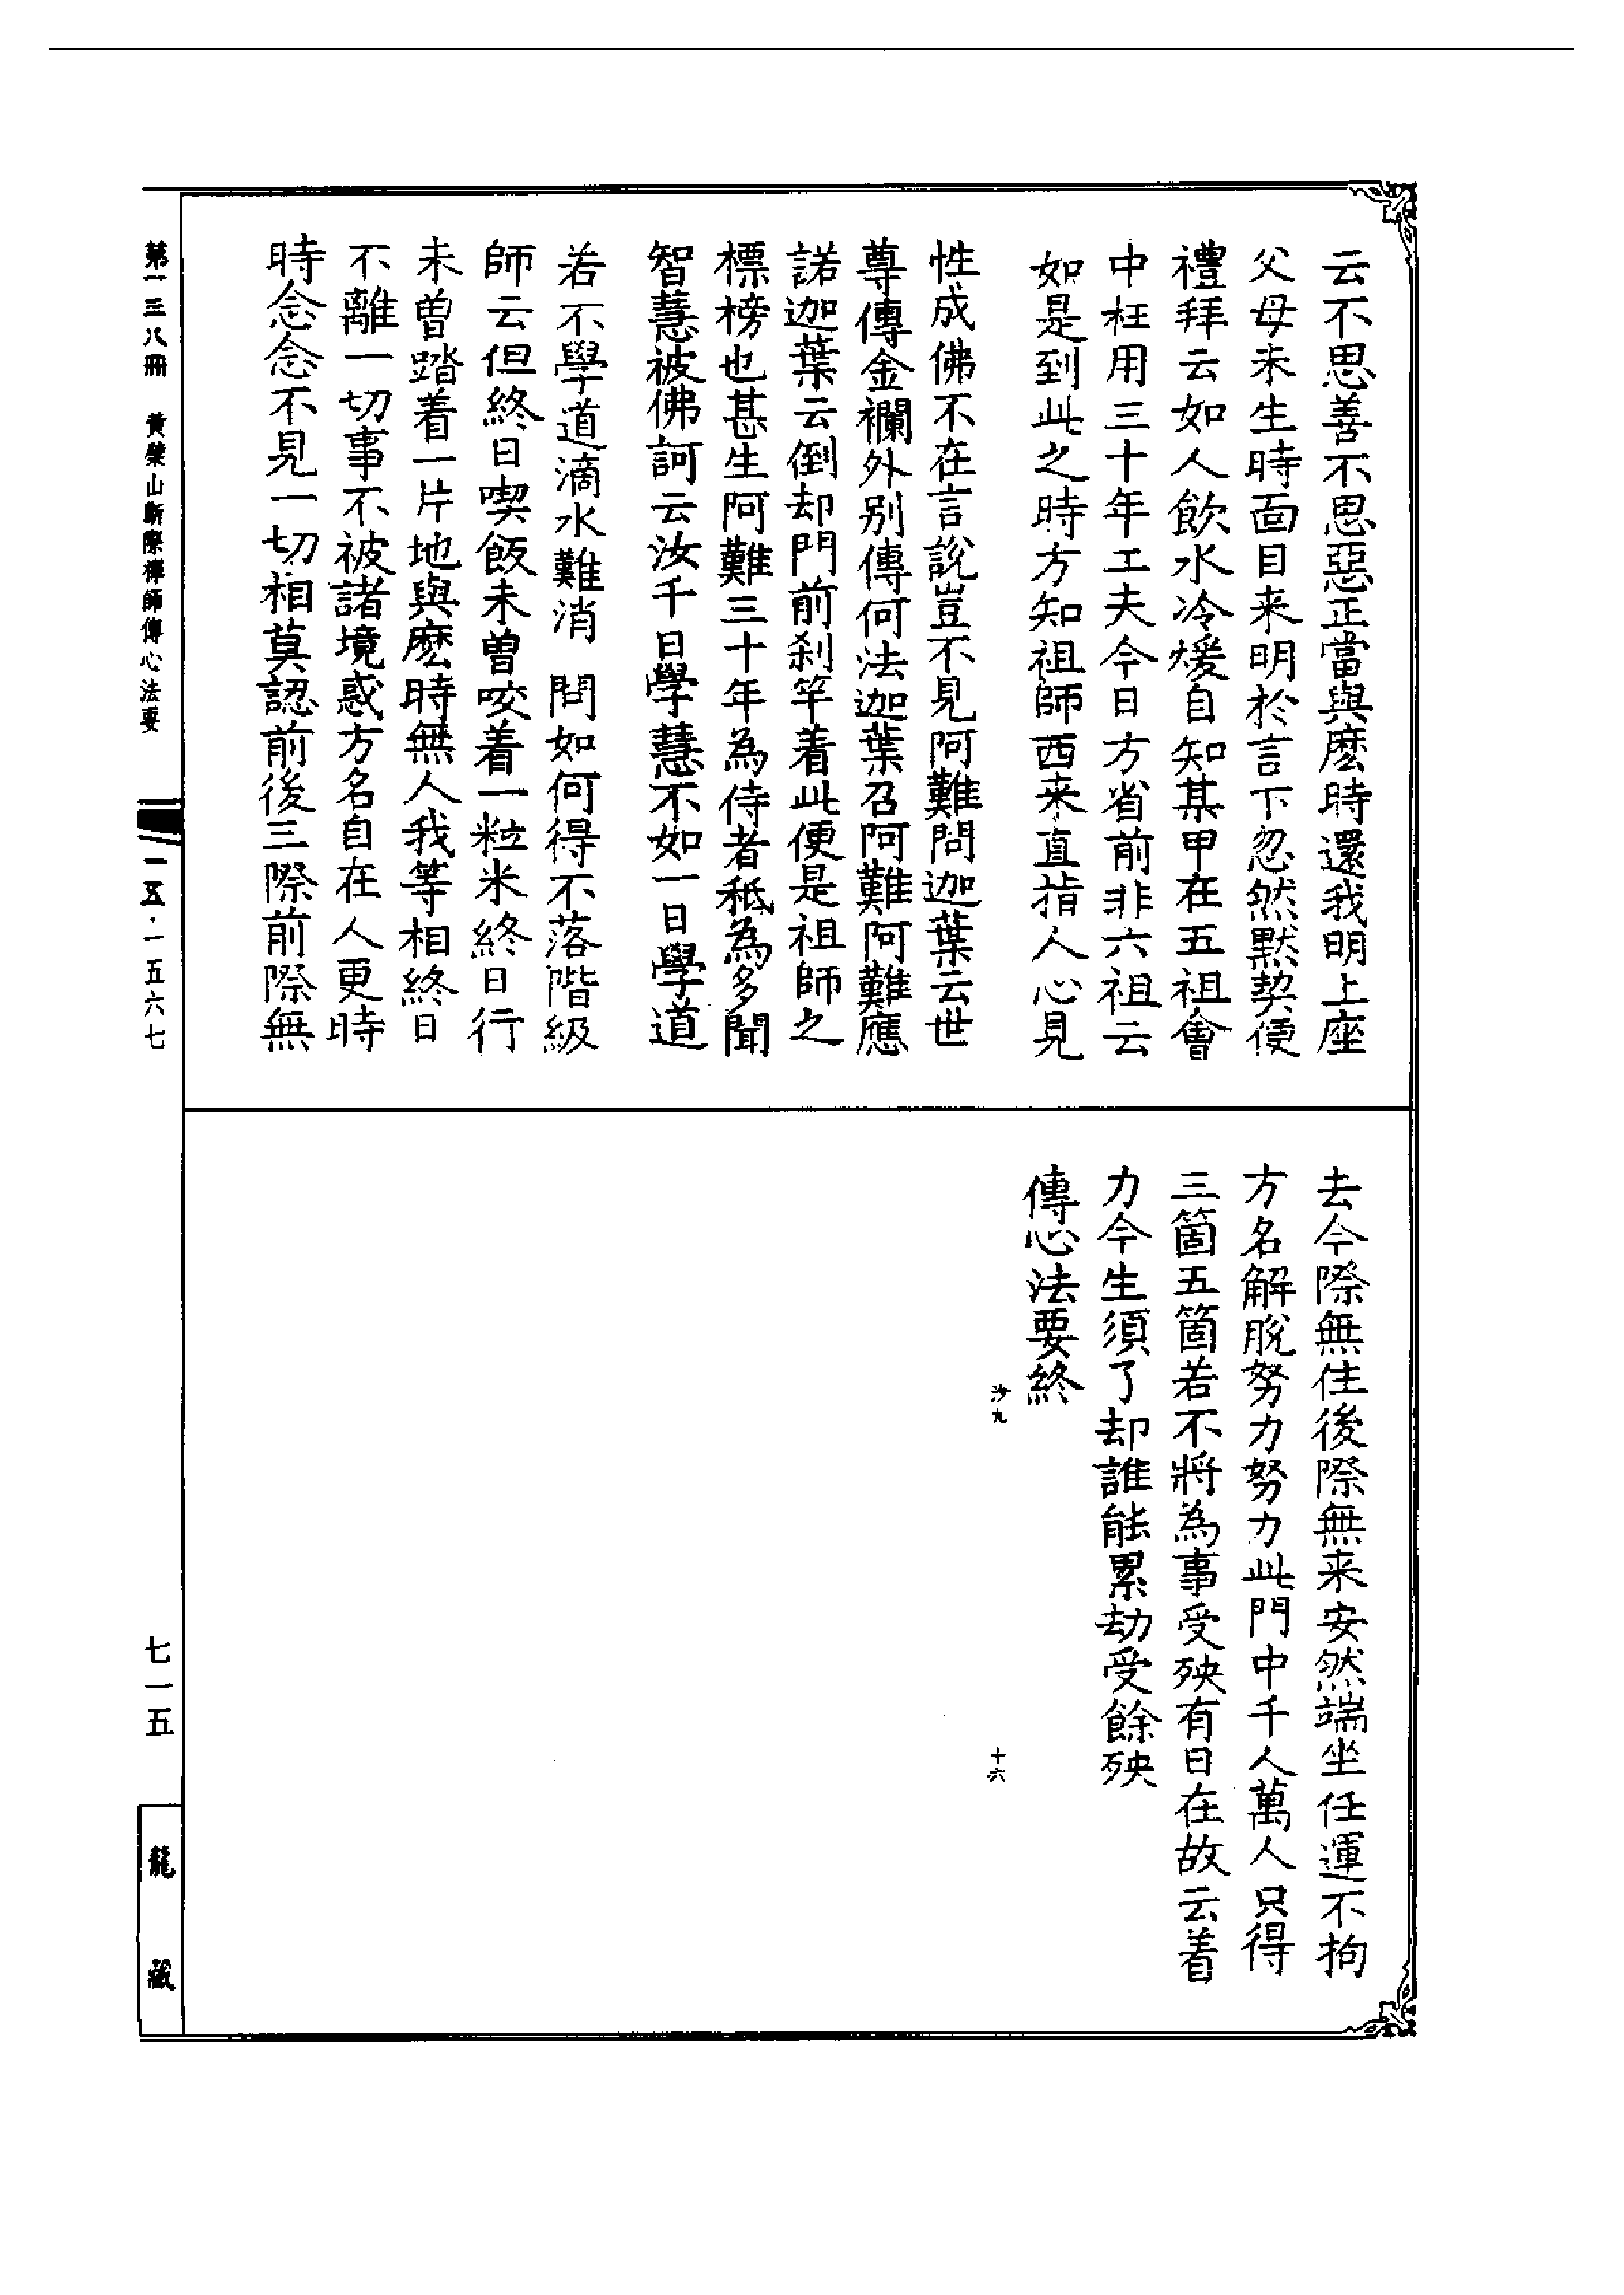 云不思善不思惡正當與麽時還我明上座
父母未生時面目来明於言下忽然默契便
禮拜云如人飲水冷煖自知某甲在五祖會
中枉用三十年工夫今日方省前非六祖云
如是到此之時方知祖師西来直指人心見
性成佛不在言說豈不見阿難問迦葉云世
尊傳金襴外别傳何法迦葉召阿難阿難應
諾迦葉云倒却門前刹竿着此便是祖師之
標榜也甚生阿難三十年為侍者秖為多聞
智慧被佛訶云汝千日學慧不如一日學道
若不學道滴水難消　問如何得不落階級
師云但終日喫飯未曾咬着一粒米終日行
未曾踏着一片地與麽時無人我等相終日
不離一切事不被諸境惑方名自在人更時
時念念不見一切相莫認前後三際前際無
去今際無住後際無来安然端坐任運不拘
方名解脫努力努力此門中千人萬人只得
三箇五箇若不將為事受殃有日在故云着
力今生須了却誰能累劫受餘殃
傳心法要終
沙九　十六
第一三八冊　黃檗山斷際禪師傳心法要
一五·一五六七
七一五
龍藏